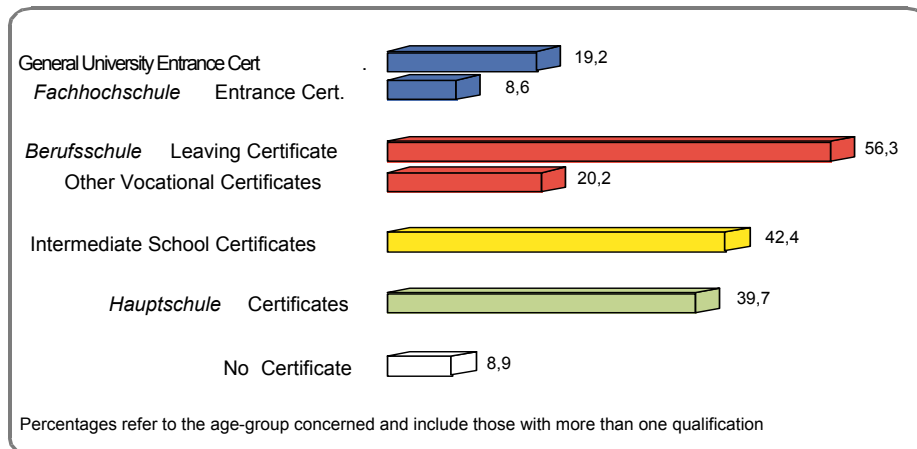 General University Entrance Cert . 19,2
Fachhochschule Entrance Cert. 8,6
Berufsschule Leaving Certificate 56,3
Other Vocational Certificates 20,2
Intermediate School Certificates 42,4
Hauptschule Certificates 39,7
No Certificate 8,9
Percentages refer to the age-group concerned and include those with more than one qualification